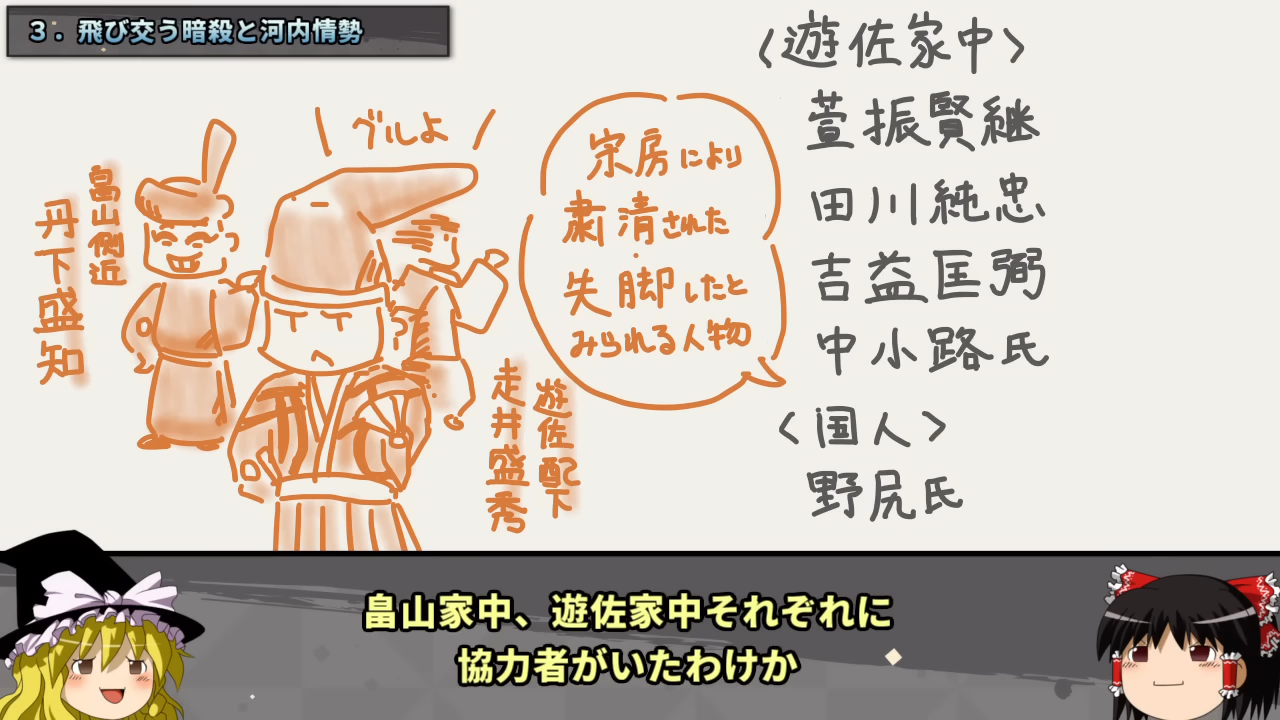 3．飛び交う暗殺と河内情勢
グルよ
畠山側近
丹下盛知
遊佐配下
走井盛秀
宗房により
粛清された
・
失脚したと
みられる人物
〈遊佐家中〉
萱振賢継
田川純忠
吉益匡弼
中小路氏
〈国人〉
野尻氏
畠山家中、遊佐家中それぞれに
協力者がいたわけか